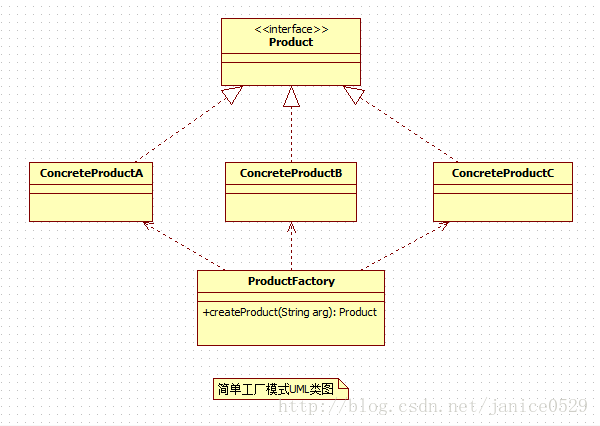 <<interface>>
Product
ConcreteProductA
ConcreteProductB
ConcreteProductC
ProductFactory
+createProduct(String arg): Product
简单工厂模式UML类图
http://blog.csdn.net/janice0529